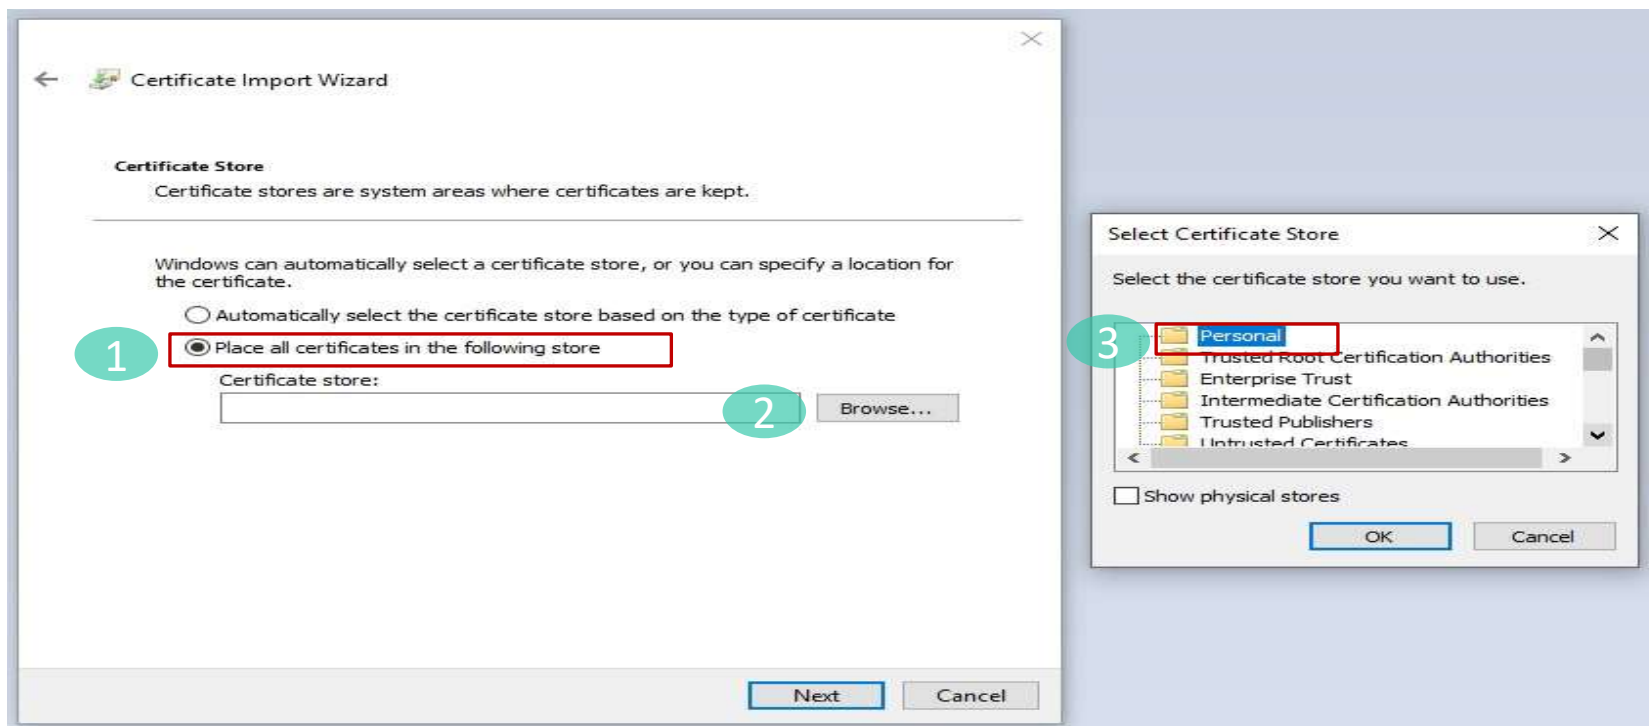 Certificate Import Wizard
Certificate Store
Certificate stores are system areas where certificates are kept.
Windows can automatically select a certificate store, or you can specify a location for
the certificate.
Automatically select the certificate store based on the type of certificate
1
Place all certificates in the following store
Certificate store:
2
Browse...
Next
Cancel
Select Certificate Store
Select the certificate store you want to use.
3
Personal
Trusted Root Certification Authorities
Enterprise Trust
Intermediate Certification Authorities
Trusted Publishers
Untrusted Certificates
Show physical stores
OK
Cancel